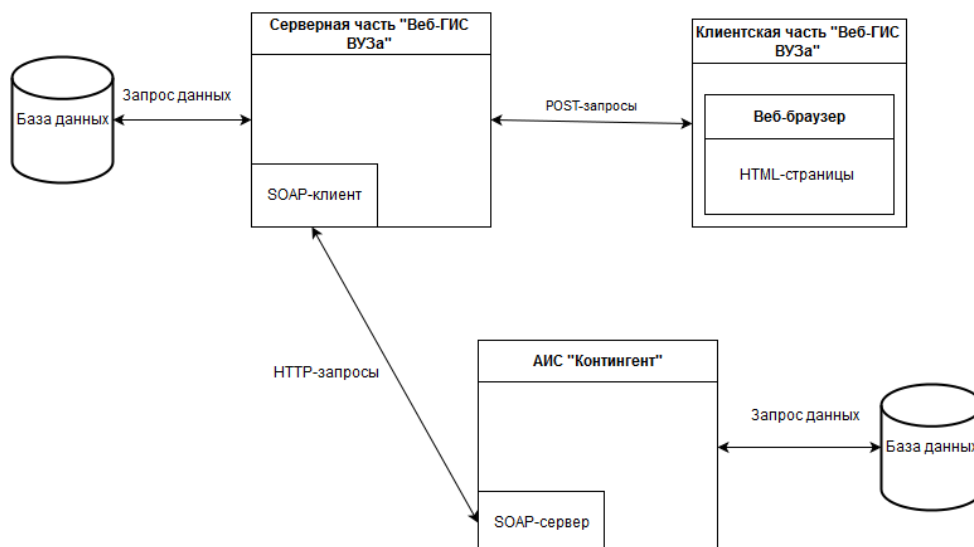 Серверная часть "Веб-ГИС
ВУЗа"
Клиентская часть "Веб-ГИС
ВУЗа"
База данных
Запрос данных
POST-запросы
Веб-браузер
HTML-страницы
SOAP-клиент
HTTP-запросы
АИС "Контингент"
Запрос данных
База данных
SOAP-сервер